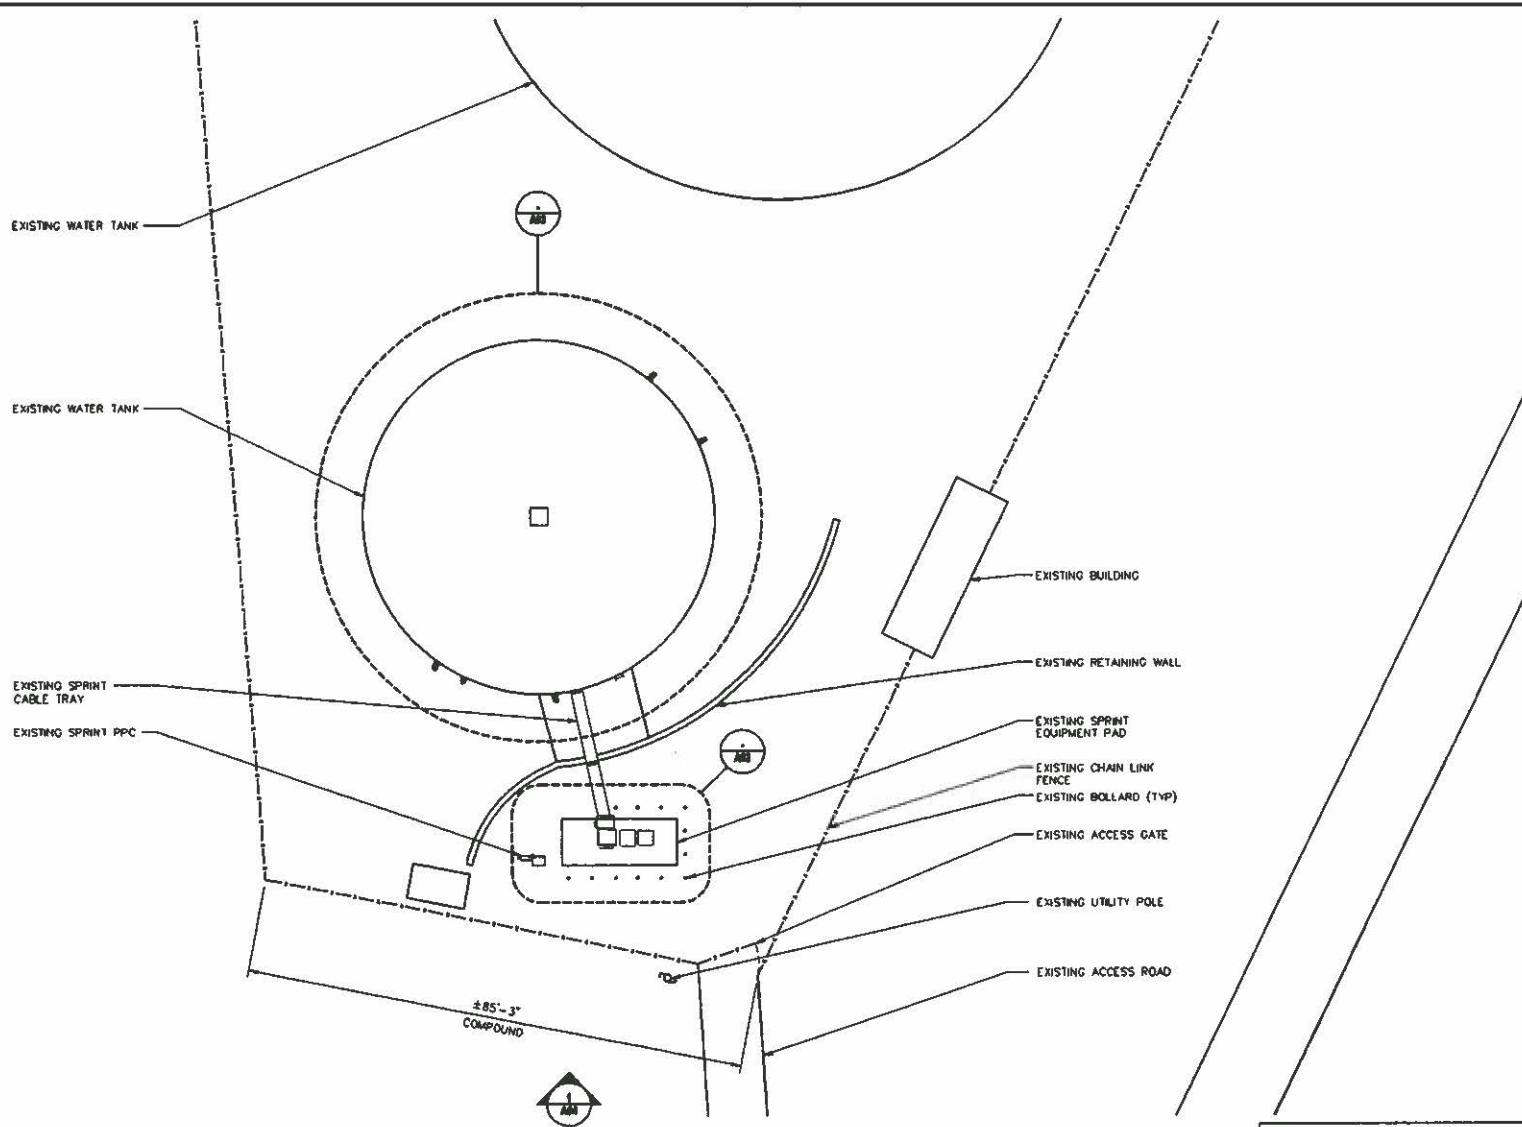 EXISTING WATER TANK
EXISTING WATER TANK
EXISTING SPRINT
CABLE TRAY
EXISTING SPRINT PPC
EXISTING BUILDING
EXISTING RETAINING WALL
EXISTING SPRINT
EQUIPMENT PAD
EXISTING CHAIN LINK
FENCE
EXISTING BOLLARD (TYP)
EXISTING ACCESS GATE
EXISTING UTILITY POLE
EXISTING ACCESS ROAD
±85'-3"
COMPOUND
1